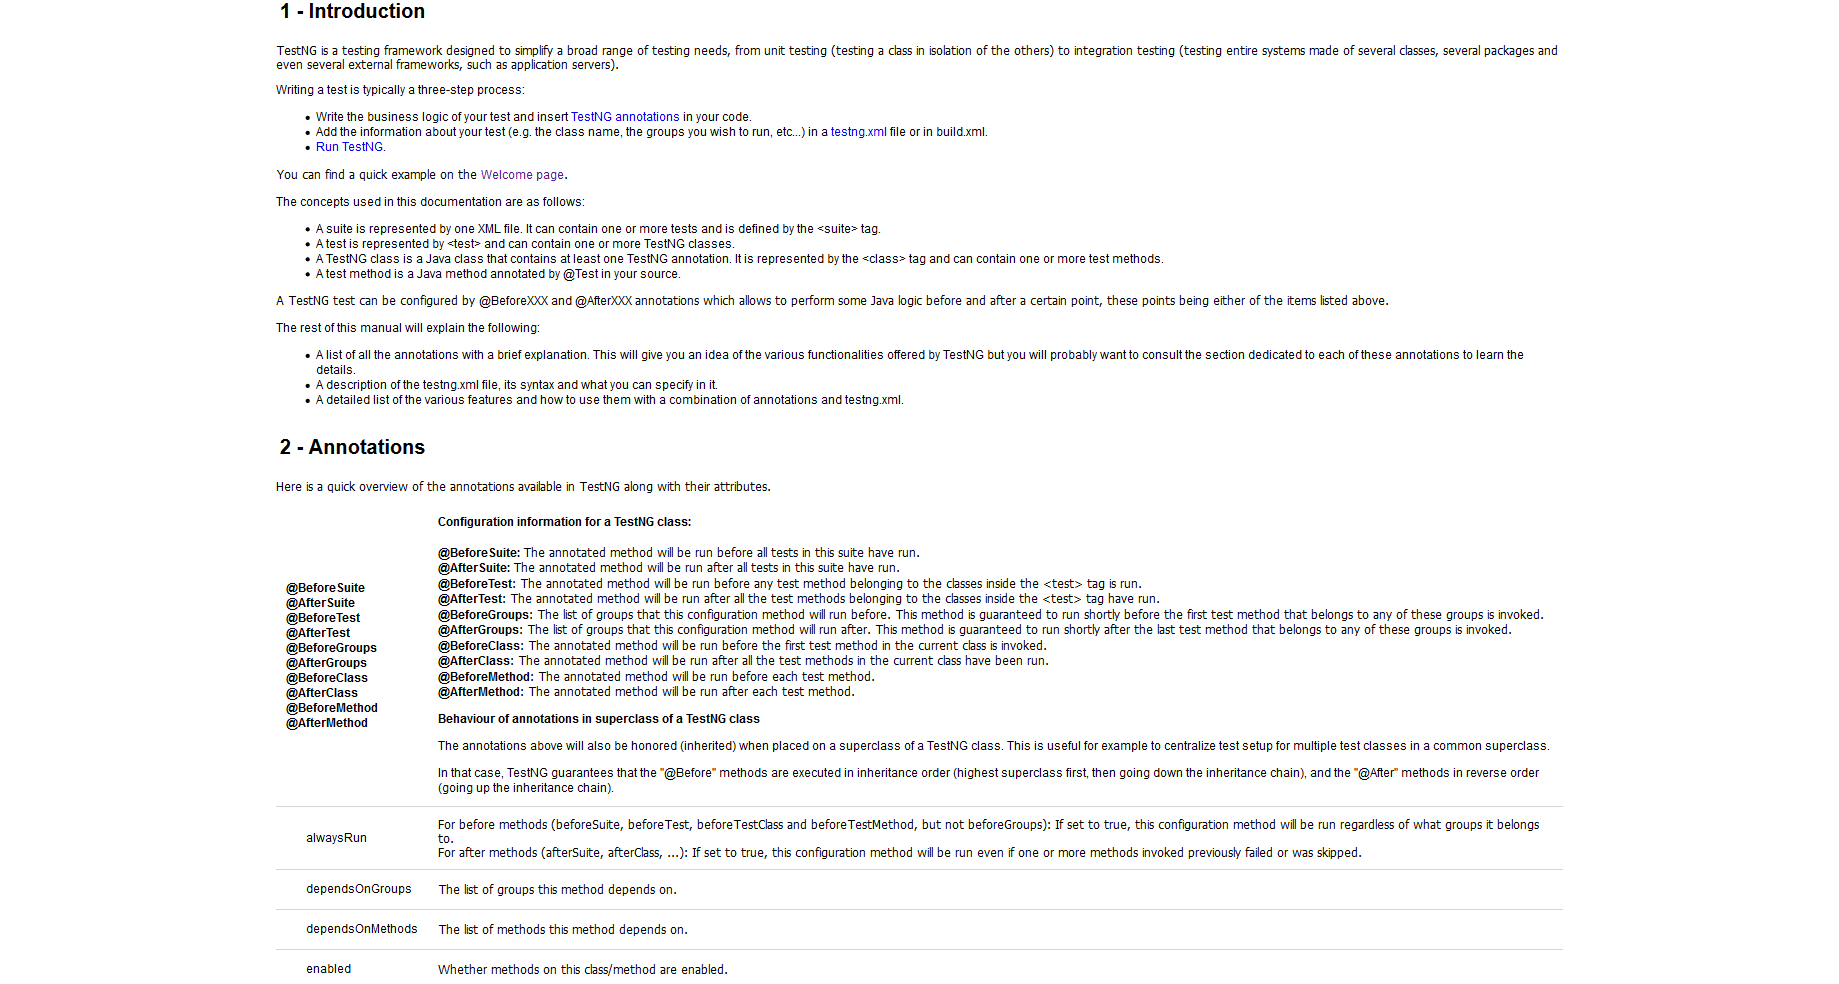 1 - Introduction
TestNG is a testing framework designed to simplify a broad range of testing needs, from unit testing (testing a class in isolation of the others) to integration testing (testing entire systems made of several classes, several packages and
even several external frameworks, such as application servers).
Writing a test is typically a three-step process:
• Write the business logic of your test and insert TestNG annotations in your code.
• Add the information about your test (e.g. the class name, the groups you wish to run, etc...) in a testng.xml file or in build.xml.
• Run TestNG.
You can find a quick example on the Welcome page.
The concepts used in this documentation are as follows:
• A suite is represented by one XML file. It can contain one or more tests and is defined by the <suite> tag.
• A test is represented by <test> and can contain one or more TestNG classes.
• A TestNG class is a Java class that contains at least one TestNG annotation. It is represented by the <class> tag and can contain one or more test methods.
• A test method is a Java method annotated by @Test in your source.
A TestNG test can be configured by @BeforeXXX and @AfterXXX annotations which allows to perform some Java logic before and after a certain point, these points being either of the items listed above.
The rest of this manual will explain the following:
• A list of all the annotations with a brief explanation. This will give you an idea of the various functionalities offered by TestNG but you will probably want to consult the section dedicated to each of these annotations to learn the
details.
• A description of the testng.xml file, its syntax and what you can specify in it.
• A detailed list of the various features and how to use them with a combination of annotations and testng.xml.
2 - Annotations
Here is a quick overview of the annotations available in TestNG along with their attributes.
@BeforeSuite
@AfterSuite
@BeforeTest
@AfterTest
@BeforeGroups
@AfterGroups
@BeforeClass
@AfterClass
@BeforeMethod
@AfterMethod
Configuration information for a TestNG class:
@BeforeSuite: The annotated method will be run before all tests in this suite have run.
@AfterSuite: The annotated method will be run after all tests in this suite have run.
@BeforeTest: The annotated method will be run before any test method belonging to the classes inside the <test> tag is run.
@AfterTest: The annotated method will be run after all the test methods belonging to the classes inside the <test> tag have run.
@BeforeGroups: The list of groups that this configuration method will run before. This method is guaranteed to run shortly before the first test method that belongs to any of these groups is invoked.
@AfterGroups: The list of groups that this configuration method will run after. This method is guaranteed to run shortly after the last test method that belongs to any of these groups is invoked.
@BeforeClass: The annotated method will be run before the first test method in the current class is invoked.
@AfterClass: The annotated method will be run after all the test methods in the current class have been run.
@BeforeMethod: The annotated method will be run before each test method.
@AfterMethod: The annotated method will be run after each test method.
Behaviour of annotations in superclass of a TestNG class
The annotations above will also be honored (inherited) when placed on a superclass of a TestNG class. This is useful for example to centralize test setup for multiple test classes in a common superclass.
In that case, TestNG guarantees that the "@Before" methods are executed in inheritance order (highest superclass first, then going down the inheritance chain), and the "@After" methods in reverse order
(going up the inheritance chain).
alwaysRun
For before methods (beforeSuite, beforeTest, beforeTestClass and beforeTestMethod, but not beforeGroups): If set to true, this configuration method will be run regardless of what groups it belongs
to.
For after methods (afterSuite, afterClass, ...): If set to true, this configuration method will be run even if one or more methods invoked previously failed or was skipped.
dependsOnGroups The list of groups this method depends on.
dependsOnMethods The list of methods this method depends on.
enabled Whether methods on this class/method are enabled.